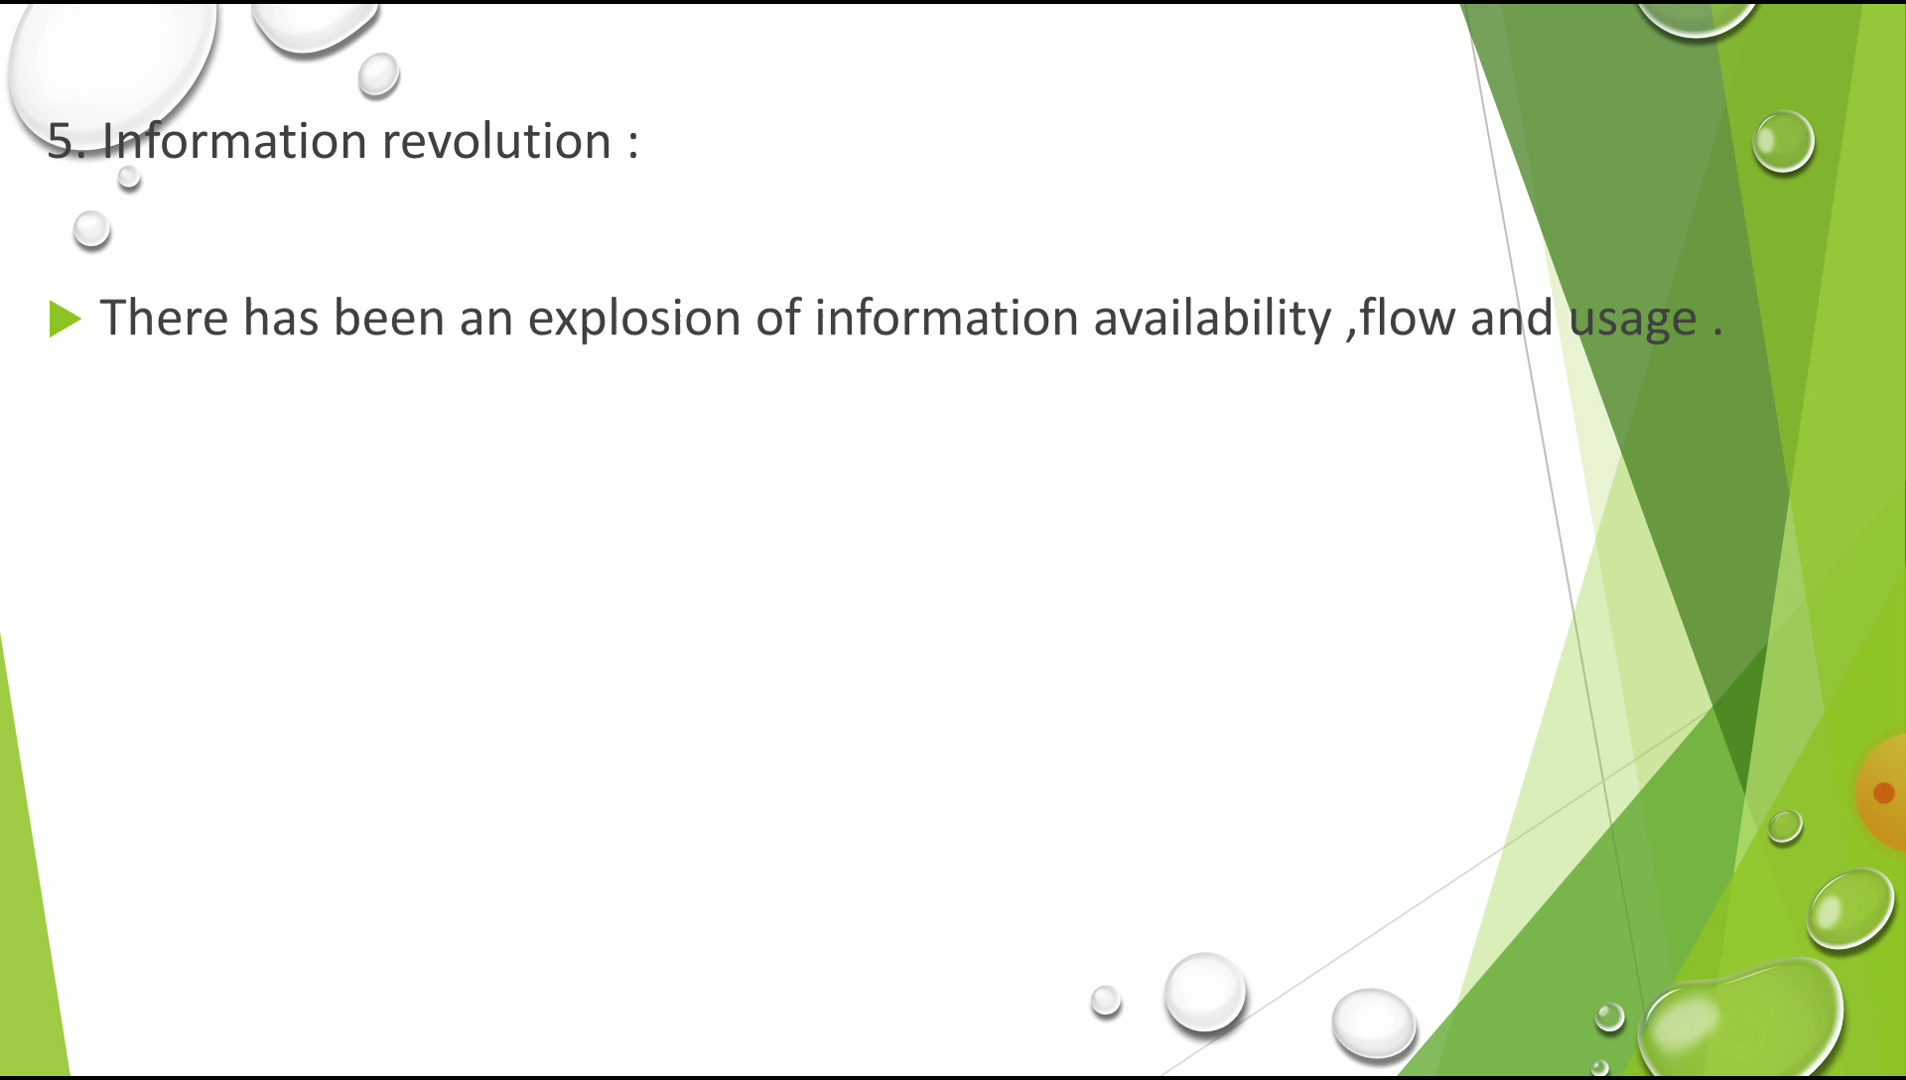 5. Information revolution :
There has been an explosion of information availability ,flow and usage .